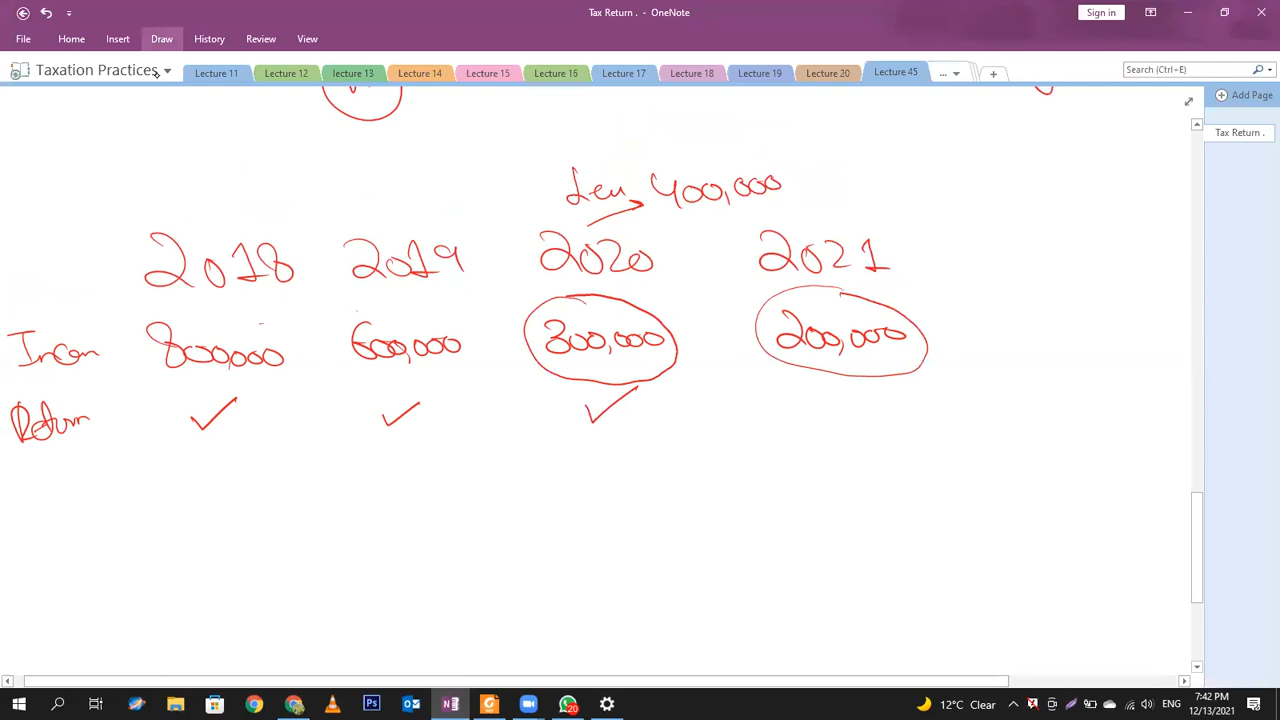 Tax Return . - OneNote
Sign in
File Home Insert Draw History Review View
Taxation Practices
Lecture 11 Lecture 12 lecture 13 Lecture 14 Lecture 15 Lecture 16 Lecture 17 Lecture 18 Lecture 19 Lecture 20 Lecture 45 ...
Search (Ctrl+E)
Add Page
Tax Return .
400,000
2018 2019 2020 2021
800,000 600,000 300,000 200,000
Return
20
12°C Clear
7:42 PM
12/13/2021